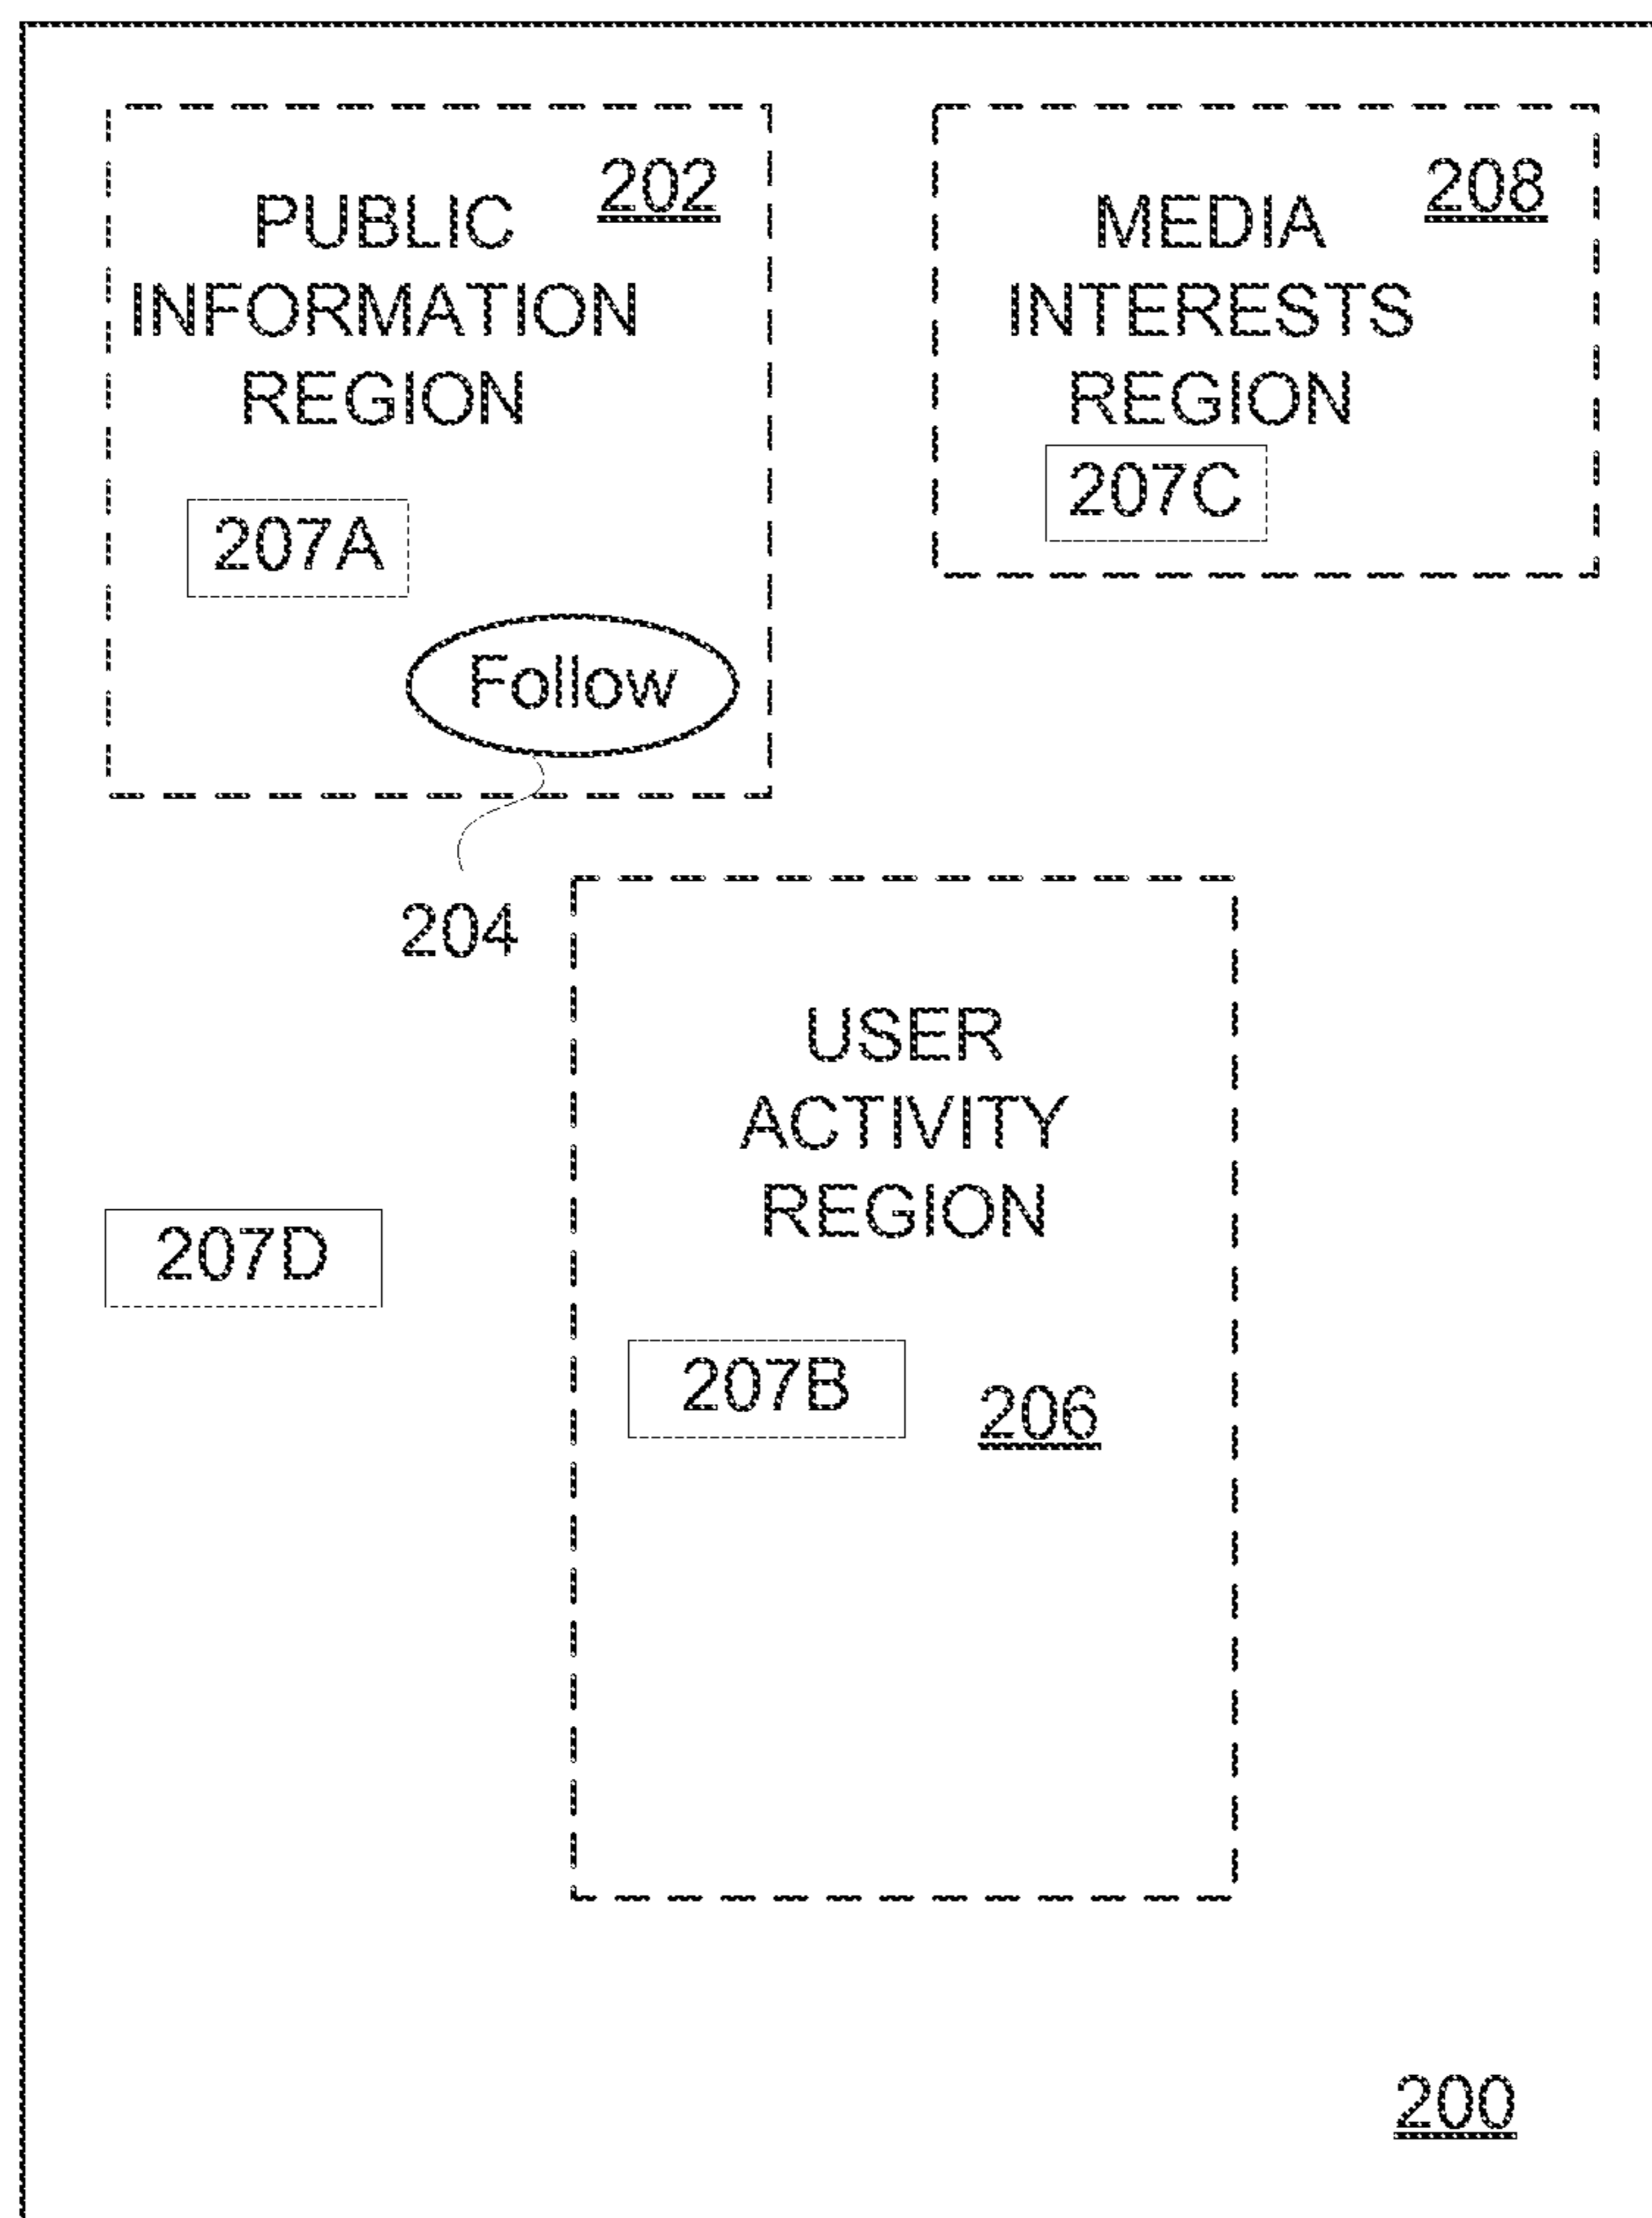 202
PUBLIC
INFORMATION
REGION
207A
Follow
204
208
MEDIA
INTERESTS
REGION
207C
USER
ACTIVITY
REGION
207D
207B
206
200